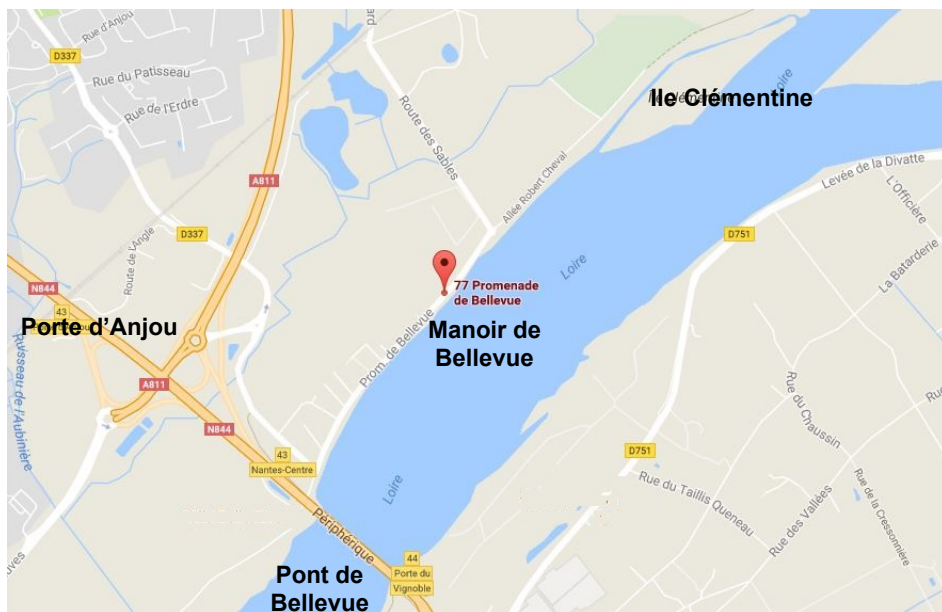 Rue d'Anjou
D337
Rue du Patisseau
Rue de l'Erdre
Route des Sables
Ile Clémentine
Loire
Allée Robert Cheval
Levée de la Divatte
L'Officière
La Batarderie
A811
D337
Route de l'Angle
D751
Loire
77 Promenade
de Bellevue
N844
43
Porte d'Anjou
Manoir de
Bellevue
Prom. de Bellevue
Ruisseau de l'Aubinière
A811
N844
43
Nantes-Centre
Rue du Chaussin
D751
Rue du Taillis Queneau
Rue des Vallées
Rue de la Cressonnière
Loire
Périphérique
44
Porte du
Vignoble
Pont de
Bellevue